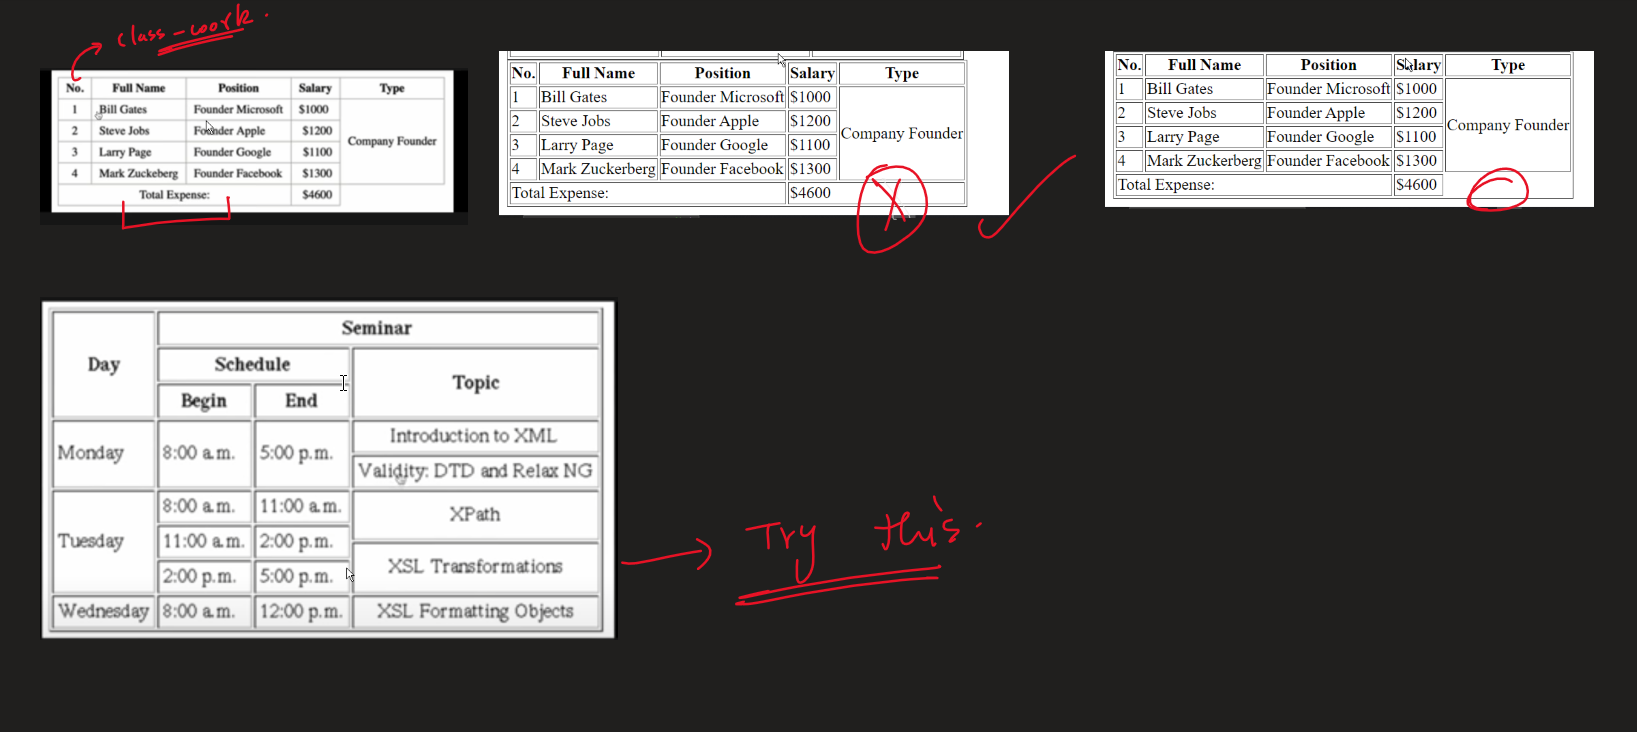 class-work.
No. Full Name Position Salary Type
1 Bill Gates Founder Microsoft $1000
2 Steve Jobs Founder Apple $1200
Company Founder
3 Larry Page Founder Google $1100
4 Mark Zuckeberg Founder Facebook $1300
Total Expense: $4600
No. Full Name Position Salary Type
1 Bill Gates Founder Microsoft $1000
2 Steve Jobs Founder Apple $1200
Company Founder
3 Larry Page Founder Google $1100
4 Mark Zuckerberg Founder Facebook $1300
Total Expense: $4600
No. Full Name Position Salary Type
1 Bill Gates Founder Microsoft $1000
2 Steve Jobs Founder Apple $1200
Company Founder
3 Larry Page Founder Google $1100
4 Mark Zuckerberg Founder Facebook $1300
Total Expense: $4600
Seminar
Day Schedule
Topic
Begin End
Introduction to XML
Monday 8:00 a.m. 5:00 p.m.
Validity: DTD and Relax NG
8:00 a.m. 11:00 a.m.
XPath
Tuesday 11:00 a.m. 2:00 p.m.
XSL Transformations
2:00 p.m. 5:00 p.m.
Wednesday 8:00 a.m. 12:00 p.m. XSL Formatting Objects
Try this.